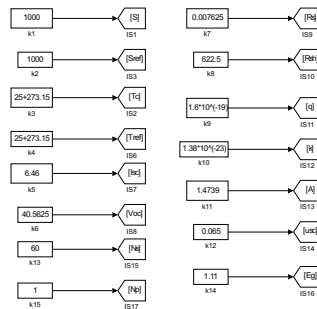 1000
[S]
k1
IS1
1000
[Sref]
k2
IS3
25+273.15
[Tc]
k3
IS2
25+273.15
[Tref]
k4
IS6
6.46
[Isc]
k5
IS7
40.5625
[Voc]
k6
IS8
60
[Ns]
k13
IS15
1
[Np]
k15
IS17
0.007625
[Rs]
k7
IS9
622.5
[Rsh]
k8
IS10
1.6*10^(-19)
[q]
k9
IS11
1.38*10^(-23)
[k]
k10
IS12
1.4739
[A]
k11
IS13
0.065
[usc]
k12
IS14
1.11
[Eg]
k14
IS16